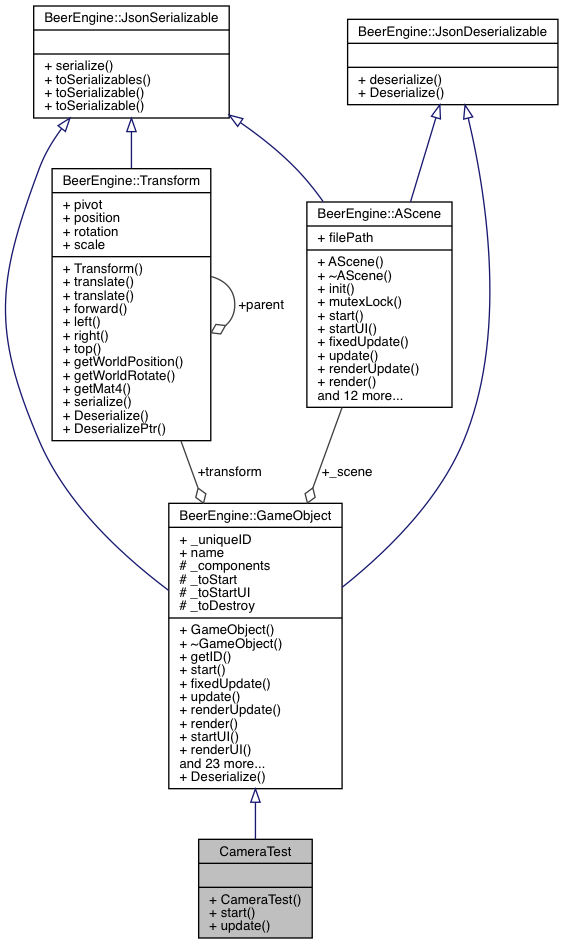 BeerEngine::JsonSerializable
+ serialize()
+ toSerializables()
+ toSerializable()
+ toSerializable()
BeerEngine::JsonDeserializable
+ deserialize()
+ Deserialize()
BeerEngine::Transform
+ pivot
+ position
+ rotation
+ scale
+ Transform()
+ translate()
+ translate()
+ forward()
+ left()
+ right()
+ top()
+ getWorldPosition()
+ getWorldRotate()
+ getMat4()
+ serialize()
+ Deserialize()
+ DeserializePtr()
+parent
BeerEngine::AScene
+ filePath
+ AScene()
+ ~AScene()
+ init()
+ mutexLock()
+ start()
+ startUI()
+ fixedUpdate()
+ update()
+ renderUpdate()
+ render()
and 12 more...
+transform
+_scene
BeerEngine::GameObject
+ _uniqueID
+ name
# _components
# _toStart
# _toStartUI
# _toDestroy
+ GameObject()
+ ~GameObject()
+ getID()
+ start()
+ fixedUpdate()
+ update()
+ renderUpdate()
+ render()
+ startUI()
+ renderUI()
and 23 more...
+ Deserialize()
CameraTest
+ CameraTest()
+ start()
+ update()